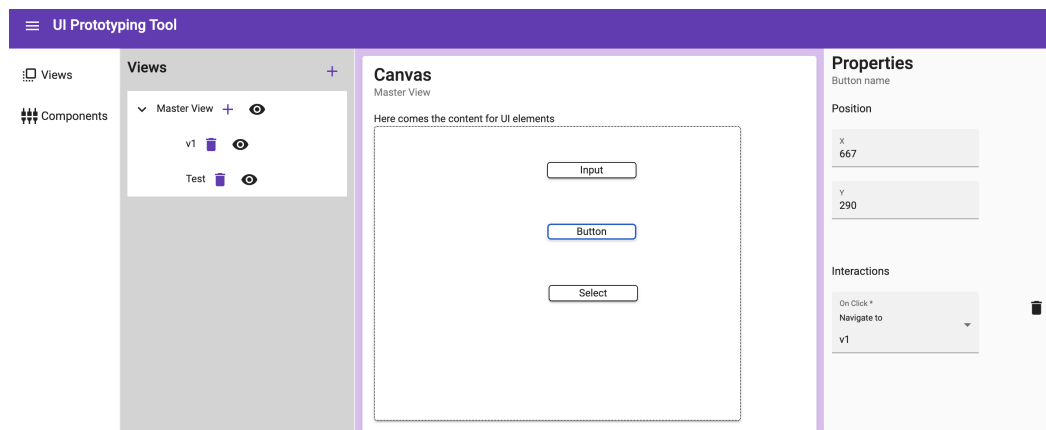 UI Prototyping Tool
Views
Components
Views
Master View
v1
Test
Canvas
Master View
Here comes the content for UI elements
Input
Button
Select
Properties
Button name
Position
X
667
Y
290
Interactions
On Click *
Navigate to
v1